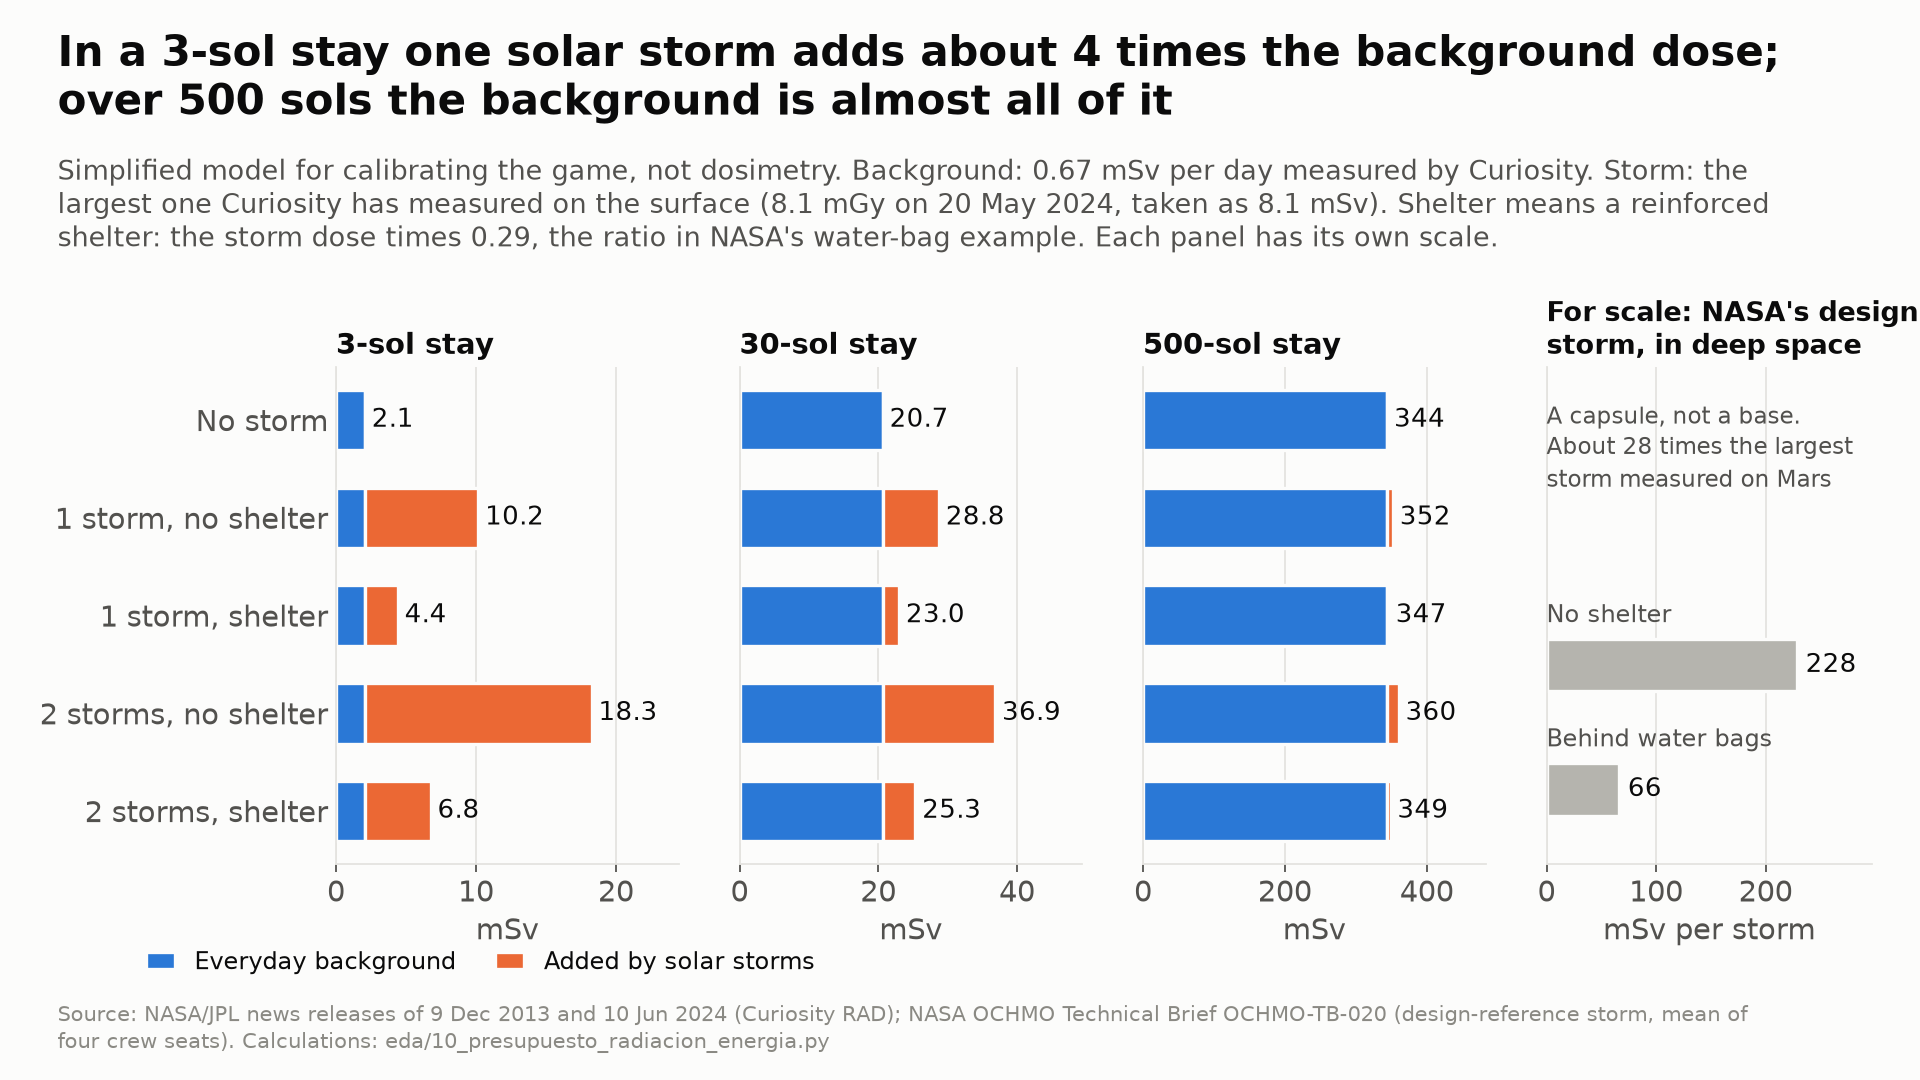 In a 3-sol stay one solar storm adds about 4 times the background dose;
over 500 sols the background is almost all of it
Simplified model for calibrating the game, not dosimetry. Background: 0.67 mSv per day measured by Curiosity. Storm: the
largest one Curiosity has measured on the surface (8.1 mGy on 20 May 2024, taken as 8.1 mSv). Shelter means a reinforced
shelter: the storm dose times 0.29, the ratio in NASA's water-bag example. Each panel has its own scale.
3-sol stay
30-sol stay
500-sol stay
For scale: NASA's design
storm, in deep space
No storm
2.1
20.7
344
1 storm, no shelter
10.2
28.8
352
1 storm, shelter
4.4
23.0
347
2 storms, no shelter
18.3
36.9
360
2 storms, shelter
6.8
25.3
349
A capsule, not a base.
About 28 times the largest
storm measured on Mars
No shelter
228
Behind water bags
66
0 10 20
mSv
0 20 40
mSv
0 200 400
mSv
0 100 200
mSv per storm
Everyday background
Added by solar storms
Source: NASA/JPL news releases of 9 Dec 2013 and 10 Jun 2024 (Curiosity RAD); NASA OCHMO Technical Brief OCHMO-TB-020 (design-reference storm, mean of
four crew seats). Calculations: eda/10_presupuesto_radiacion_energia.py